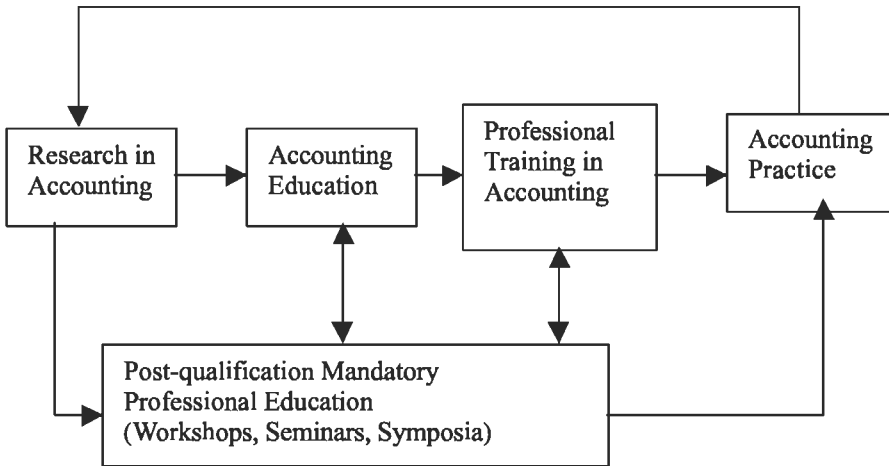 Research in
Accounting
Accounting
Education
Professional
Training in
Accounting
Accounting
Practice
Post-qualification Mandatory
Professional Education
(Workshops, Seminars, Symposia)